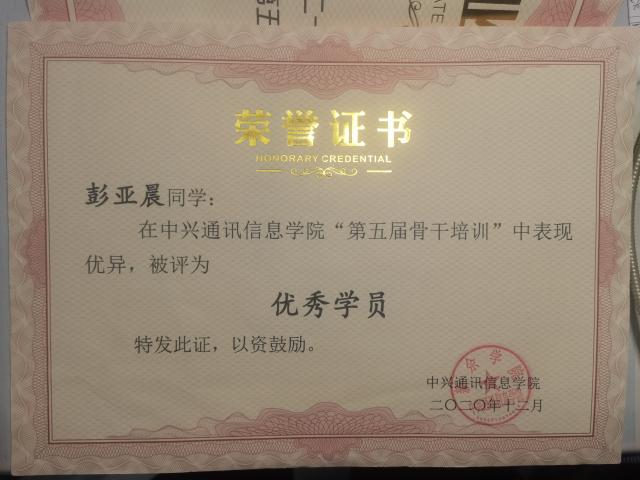 荣誉证书
HONORARY CREDENTIAL
彭亚晨同学：
在中兴通讯信息学院“第五届骨干培训”中表现
优异，被评为
优秀学员
特发此证，以资鼓励。
中兴通讯信息学院
二〇二〇年十二月